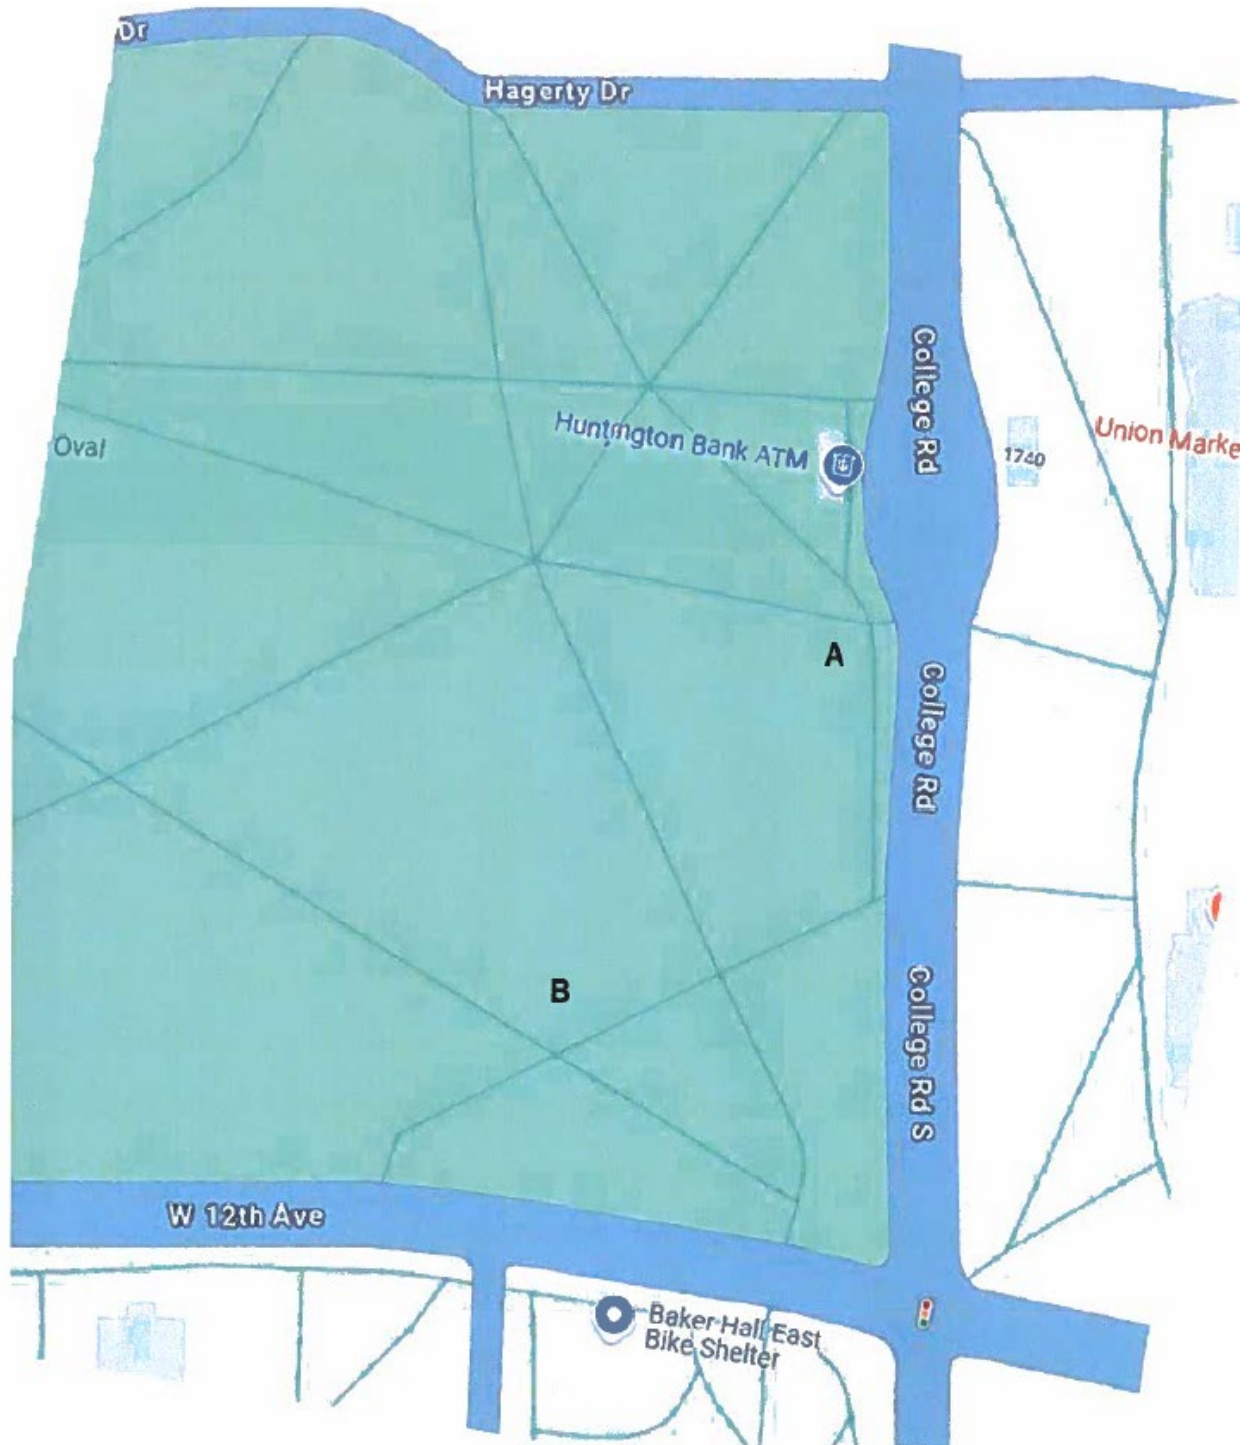 Dr
Hagerty Dr
College Rd
Huntington Bank ATM
Union Marke
1740
Oval
A
College Rd
B
College Rd S
W 12th Ave
Baker Hall East
Bike Shelter